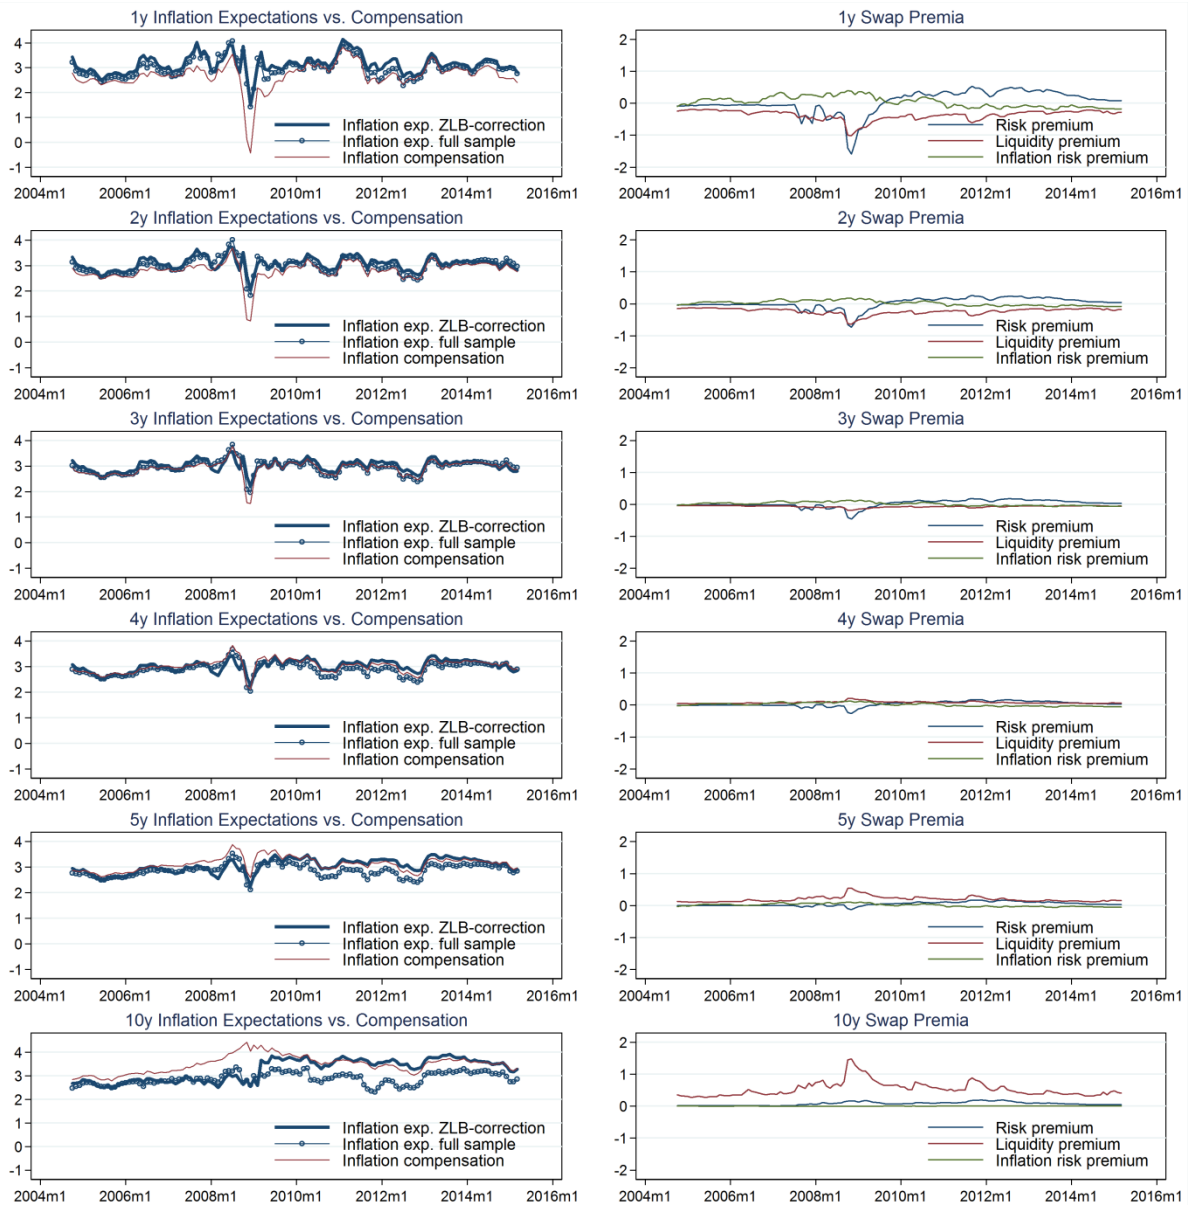 1y Inflation Expectations vs. Compensation
4
3
2
1
0
-1
Inflation exp. ZLB-correction
Inflation exp. full sample
Inflation compensation
2004m1 2006m1 2008m1 2010m1 2012m1 2014m1 2016m1
1y Swap Premia
2
1
0
-1
-2
Risk premium
Liquidity premium
Inflation risk premium
2004m1 2006m1 2008m1 2010m1 2012m1 2014m1 2016m1
2y Inflation Expectations vs. Compensation
4
3
2
1
0
-1
Inflation exp. ZLB-correction
Inflation exp. full sample
Inflation compensation
2004m1 2006m1 2008m1 2010m1 2012m1 2014m1 2016m1
2y Swap Premia
2
1
0
-1
-2
Risk premium
Liquidity premium
Inflation risk premium
2004m1 2006m1 2008m1 2010m1 2012m1 2014m1 2016m1
3y Inflation Expectations vs. Compensation
4
3
2
1
0
-1
Inflation exp. ZLB-correction
Inflation exp. full sample
Inflation compensation
2004m1 2006m1 2008m1 2010m1 2012m1 2014m1 2016m1
3y Swap Premia
2
1
0
-1
-2
Risk premium
Liquidity premium
Inflation risk premium
2004m1 2006m1 2008m1 2010m1 2012m1 2014m1 2016m1
4y Inflation Expectations vs. Compensation
4
3
2
1
0
-1
Inflation exp. ZLB-correction
Inflation exp. full sample
Inflation compensation
2004m1 2006m1 2008m1 2010m1 2012m1 2014m1 2016m1
4y Swap Premia
2
1
0
-1
-2
Risk premium
Liquidity premium
Inflation risk premium
2004m1 2006m1 2008m1 2010m1 2012m1 2014m1 2016m1
5y Inflation Expectations vs. Compensation
4
3
2
1
0
-1
Inflation exp. ZLB-correction
Inflation exp. full sample
Inflation compensation
2004m1 2006m1 2008m1 2010m1 2012m1 2014m1 2016m1
5y Swap Premia
2
1
0
-1
-2
Risk premium
Liquidity premium
Inflation risk premium
2004m1 2006m1 2008m1 2010m1 2012m1 2014m1 2016m1
10y Inflation Expectations vs. Compensation
4
3
2
1
0
-1
Inflation exp. ZLB-correction
Inflation exp. full sample
Inflation compensation
2004m1 2006m1 2008m1 2010m1 2012m1 2014m1 2016m1
10y Swap Premia
2
1
0
-1
-2
Risk premium
Liquidity premium
Inflation risk premium
2004m1 2006m1 2008m1 2010m1 2012m1 2014m1 2016m1